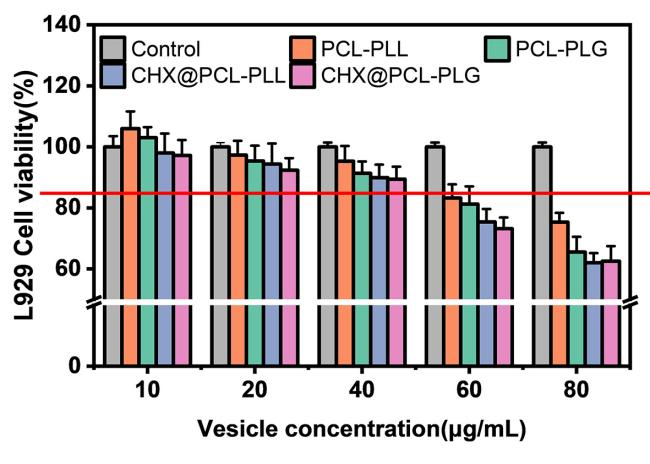 140
120
100
80
60
0
L929 Cell viability(%)
Control
PCL-PLL
PCL-PLG
CHX@PCL-PLL
CHX@PCL-PLG
10
20
40
60
80
Vesicle concentration(μg/mL)